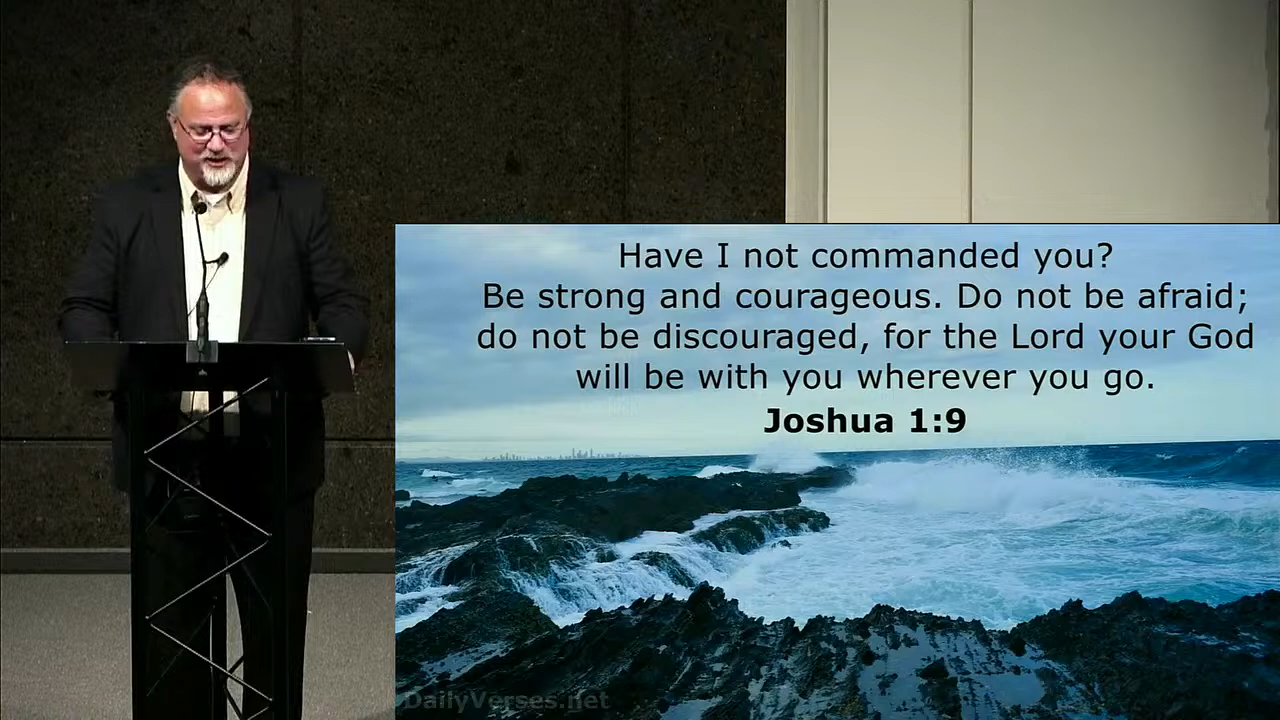 Have I not commanded you?
Be strong and courageous. Do not be afraid;
do not be discouraged, for the Lord your God
will be with you wherever you go.
Joshua 1:9
DailyVerses.net